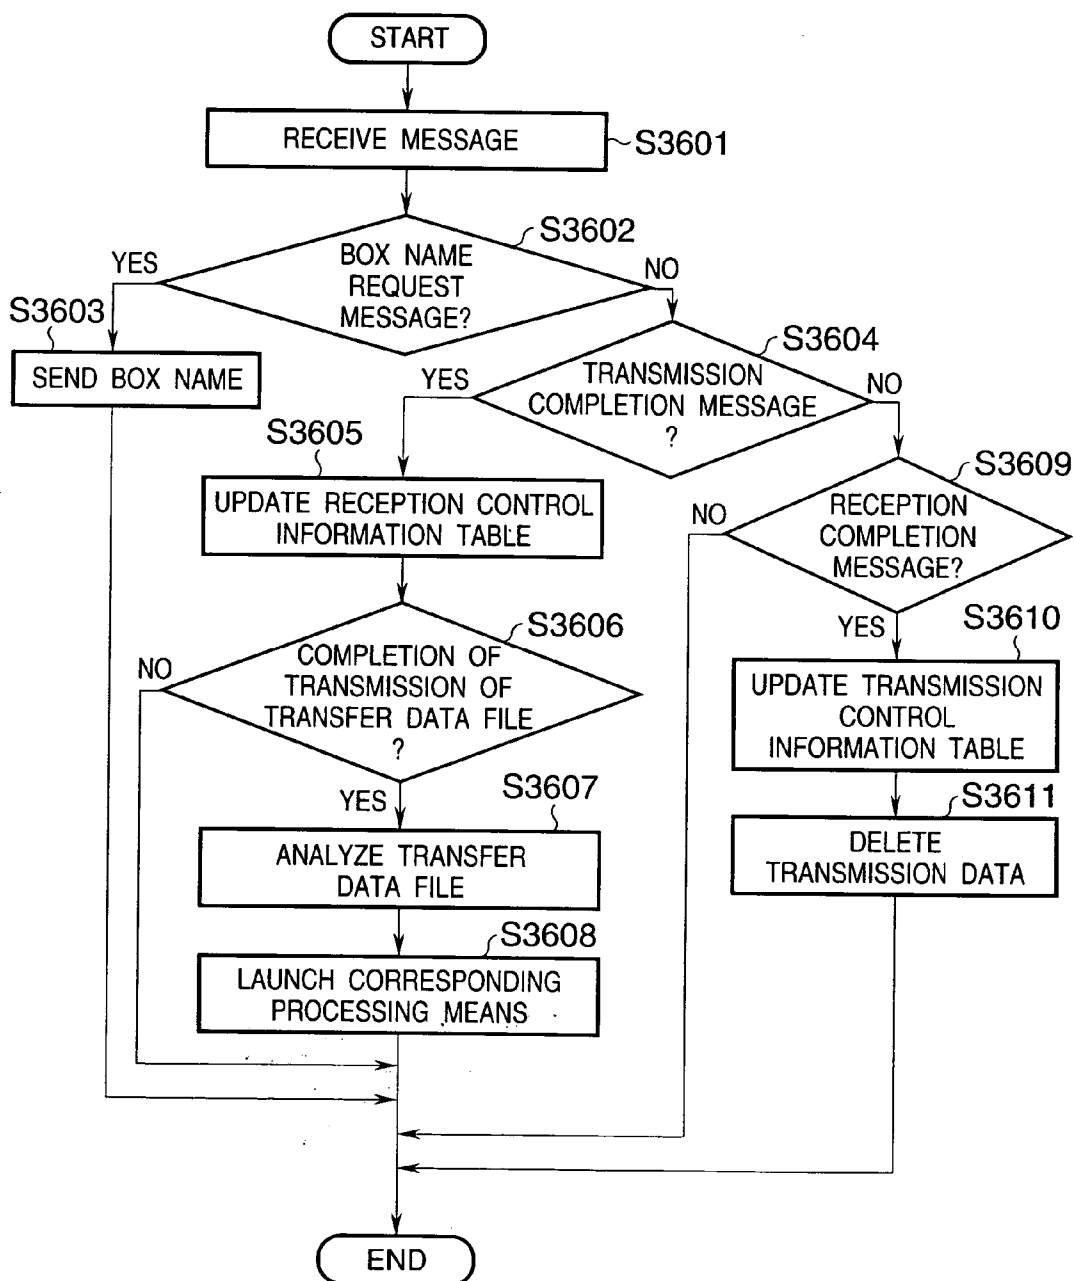 START
RECEIVE MESSAGE
S3601
S3602
BOX NAME
REQUEST
MESSAGE?
YES
NO
S3603
SEND BOX NAME
S3604
TRANSMISSION
COMPLETION MESSAGE
?
YES
NO
S3605
UPDATE RECEPTION CONTROL
INFORMATION TABLE
S3609
RECEPTION
COMPLETION
MESSAGE?
NO
YES
S3606
COMPLETION OF
TRANSMISSION OF
TRANSFER DATA FILE
?
NO
YES
S3610
UPDATE TRANSMISSION
CONTROL
INFORMATION TABLE
S3607
ANALYZE TRANSFER
DATA FILE
S3611
DELETE
TRANSMISSION DATA
S3608
LAUNCH CORRESPONDING
PROCESSING MEANS
END